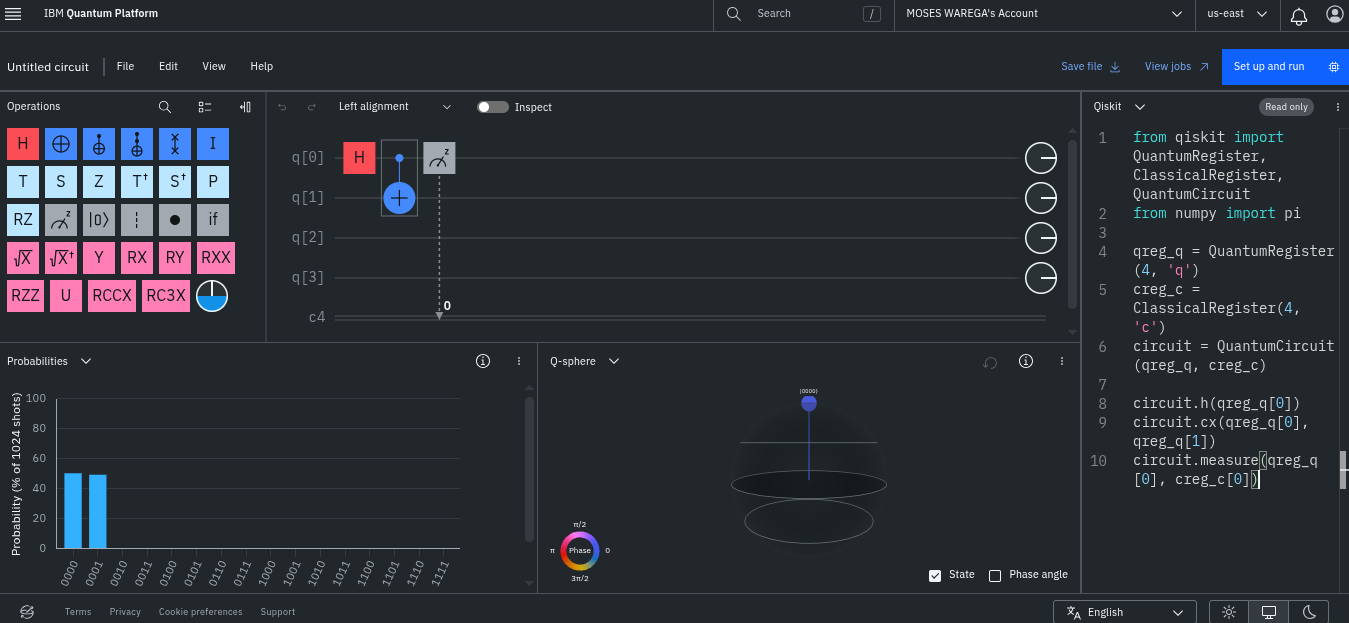 IBM Quantum Platform
Search
/
MOSES WAREGA's Account
us-east
Untitled circuit
File
Edit
View
Help
Save file
View jobs
Set up and run
Operations
H
I
T
S
Z
T†
S†
P
RZ
z
|0⟩
if
√X
√X†
Y
RX
RY
RXX
RZZ
U
RCCX
RC3X
Left alignment
Inspect
q[0]
H
z
q[1]
q[2]
q[3]
c4
0
Qiskit
Read only
1 from qiskit import
QuantumRegister,
ClassicalRegister,
QuantumCircuit
2 from numpy import pi
3
4 qreg_q = QuantumRegister
(4, 'q')
5 creg_c =
ClassicalRegister(4,
'c')
6 circuit = QuantumCircuit
(qreg_q, creg_c)
7
8 circuit.h(qreg_q[0])
9 circuit.cx(qreg_q[0],
qreg_q[1])
10 circuit.measure(qreg_q
[0], creg_c[0])
Probabilities
Probability (% of 1024 shots)
100
80
60
40
20
0
0000
0001
0010
0011
0100
0101
0110
0111
1000
1001
1010
1011
1100
1101
1110
1111
Q-sphere
|0000⟩
π/2
π
Phase
0
3π/2
State
Phase angle
Terms
Privacy
Cookie preferences
Support
English